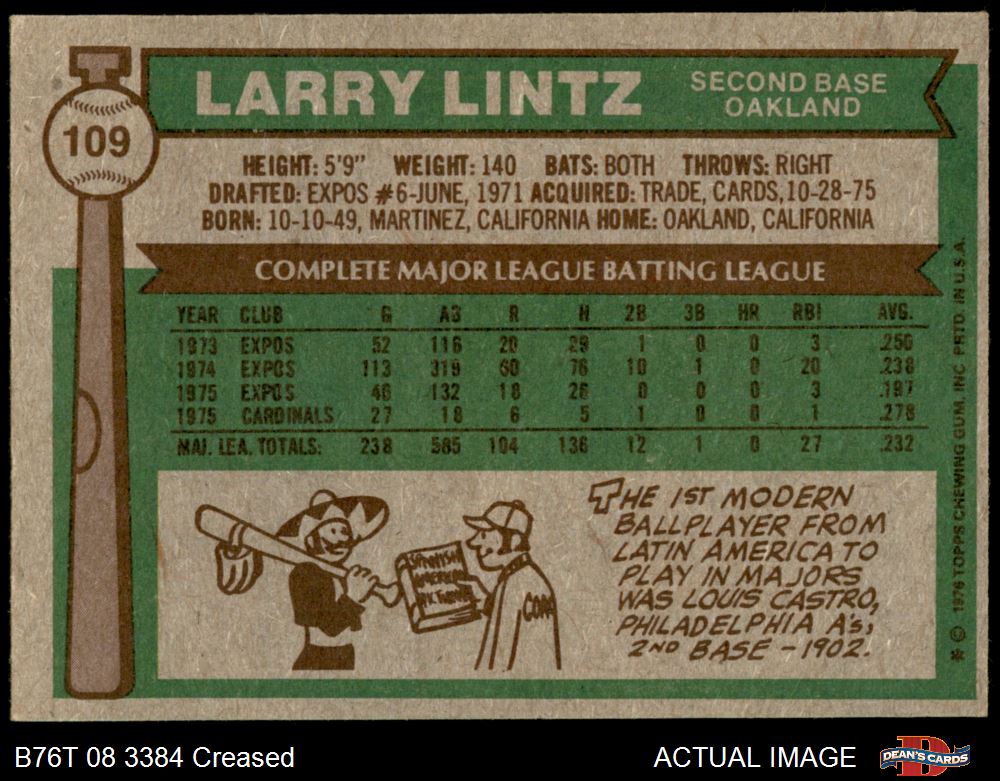 LARRY LINTZ
SECOND BASE
OAKLAND
109
HEIGHT: 5'9" WEIGHT: 140 BATS: BOTH THROWS: RIGHT
DRAFTED: EXPOS #6-JUNE, 1971 ACQUIRED: TRADE, CARDS, 10-28-75
BORN: 10-10-49, MARTINEZ, CALIFORNIA HOME: OAKLAND, CALIFORNIA
COMPLETE MAJOR LEAGUE BATTING LEAGUE
YEAR CLUB G AB R H 2B 3B HR RBI AVG.
1973 EXPOS 52 116 20 29 1 0 0 3 .250
1974 EXPOS 113 319 60 76 10 1 0 20 .238
1975 EXPOS 46 132 18 26 0 0 0 3 .197
1975 CARDINALS 27 18 6 5 1 0 0 1 .278
MAJ. LEA. TOTALS: 238 585 104 136 12 1 0 27 .232
THE 1ST MODERN
BALLPLAYER FROM
LATIN AMERICA TO
PLAY IN MAJORS
WAS LOUIS CASTRO,
PHILADELPHIA A's,
2ND BASE - 1902.
SPANISH
AMERICAN
* © 1976 TOPPS CHEWING GUM, INC. PRTD. IN U.S.A.
B76T 08 3384 Creased
ACTUAL IMAGE
DEAN'S CARDS